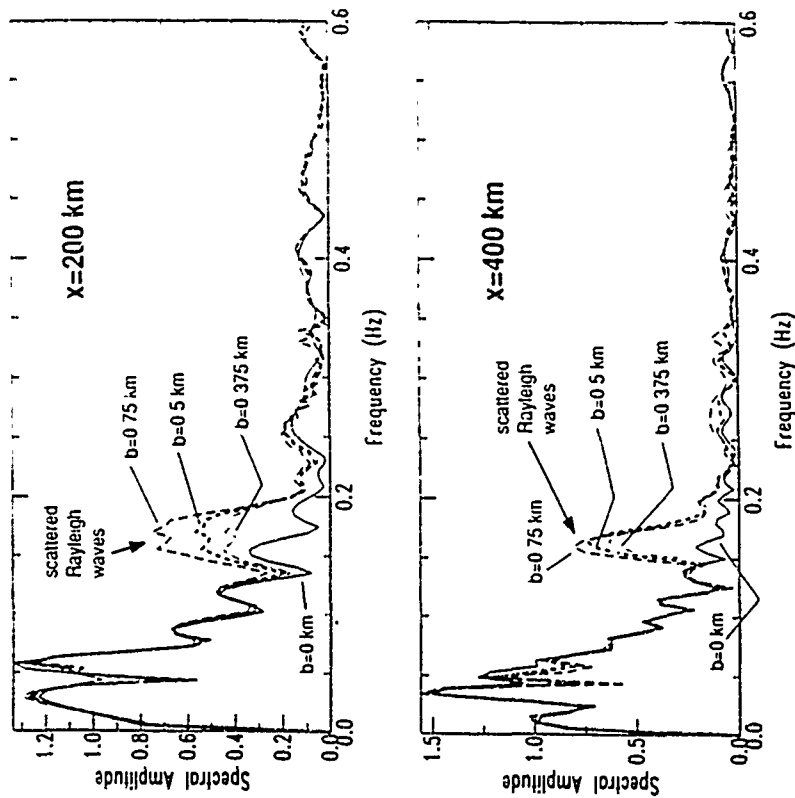 x=200 km
scattered
Rayleigh
waves
b=0 75 km
b=0 5 km
b=0 375 km
b=0 km
Spectral Amplitude
1.2
1.0
0.8
0.6
0.4
0.2
0.0
0.2
0.4
0.6
Frequency (Hz)
x=400 km
scattered
Rayleigh
waves
b=0 75 km
b=0 5 km
b=0 375 km
b=0 km
Spectral Amplitude
1.5
1.0
0.5
0.0
0.0
0.2
0.4
0.6
Frequency (Hz)